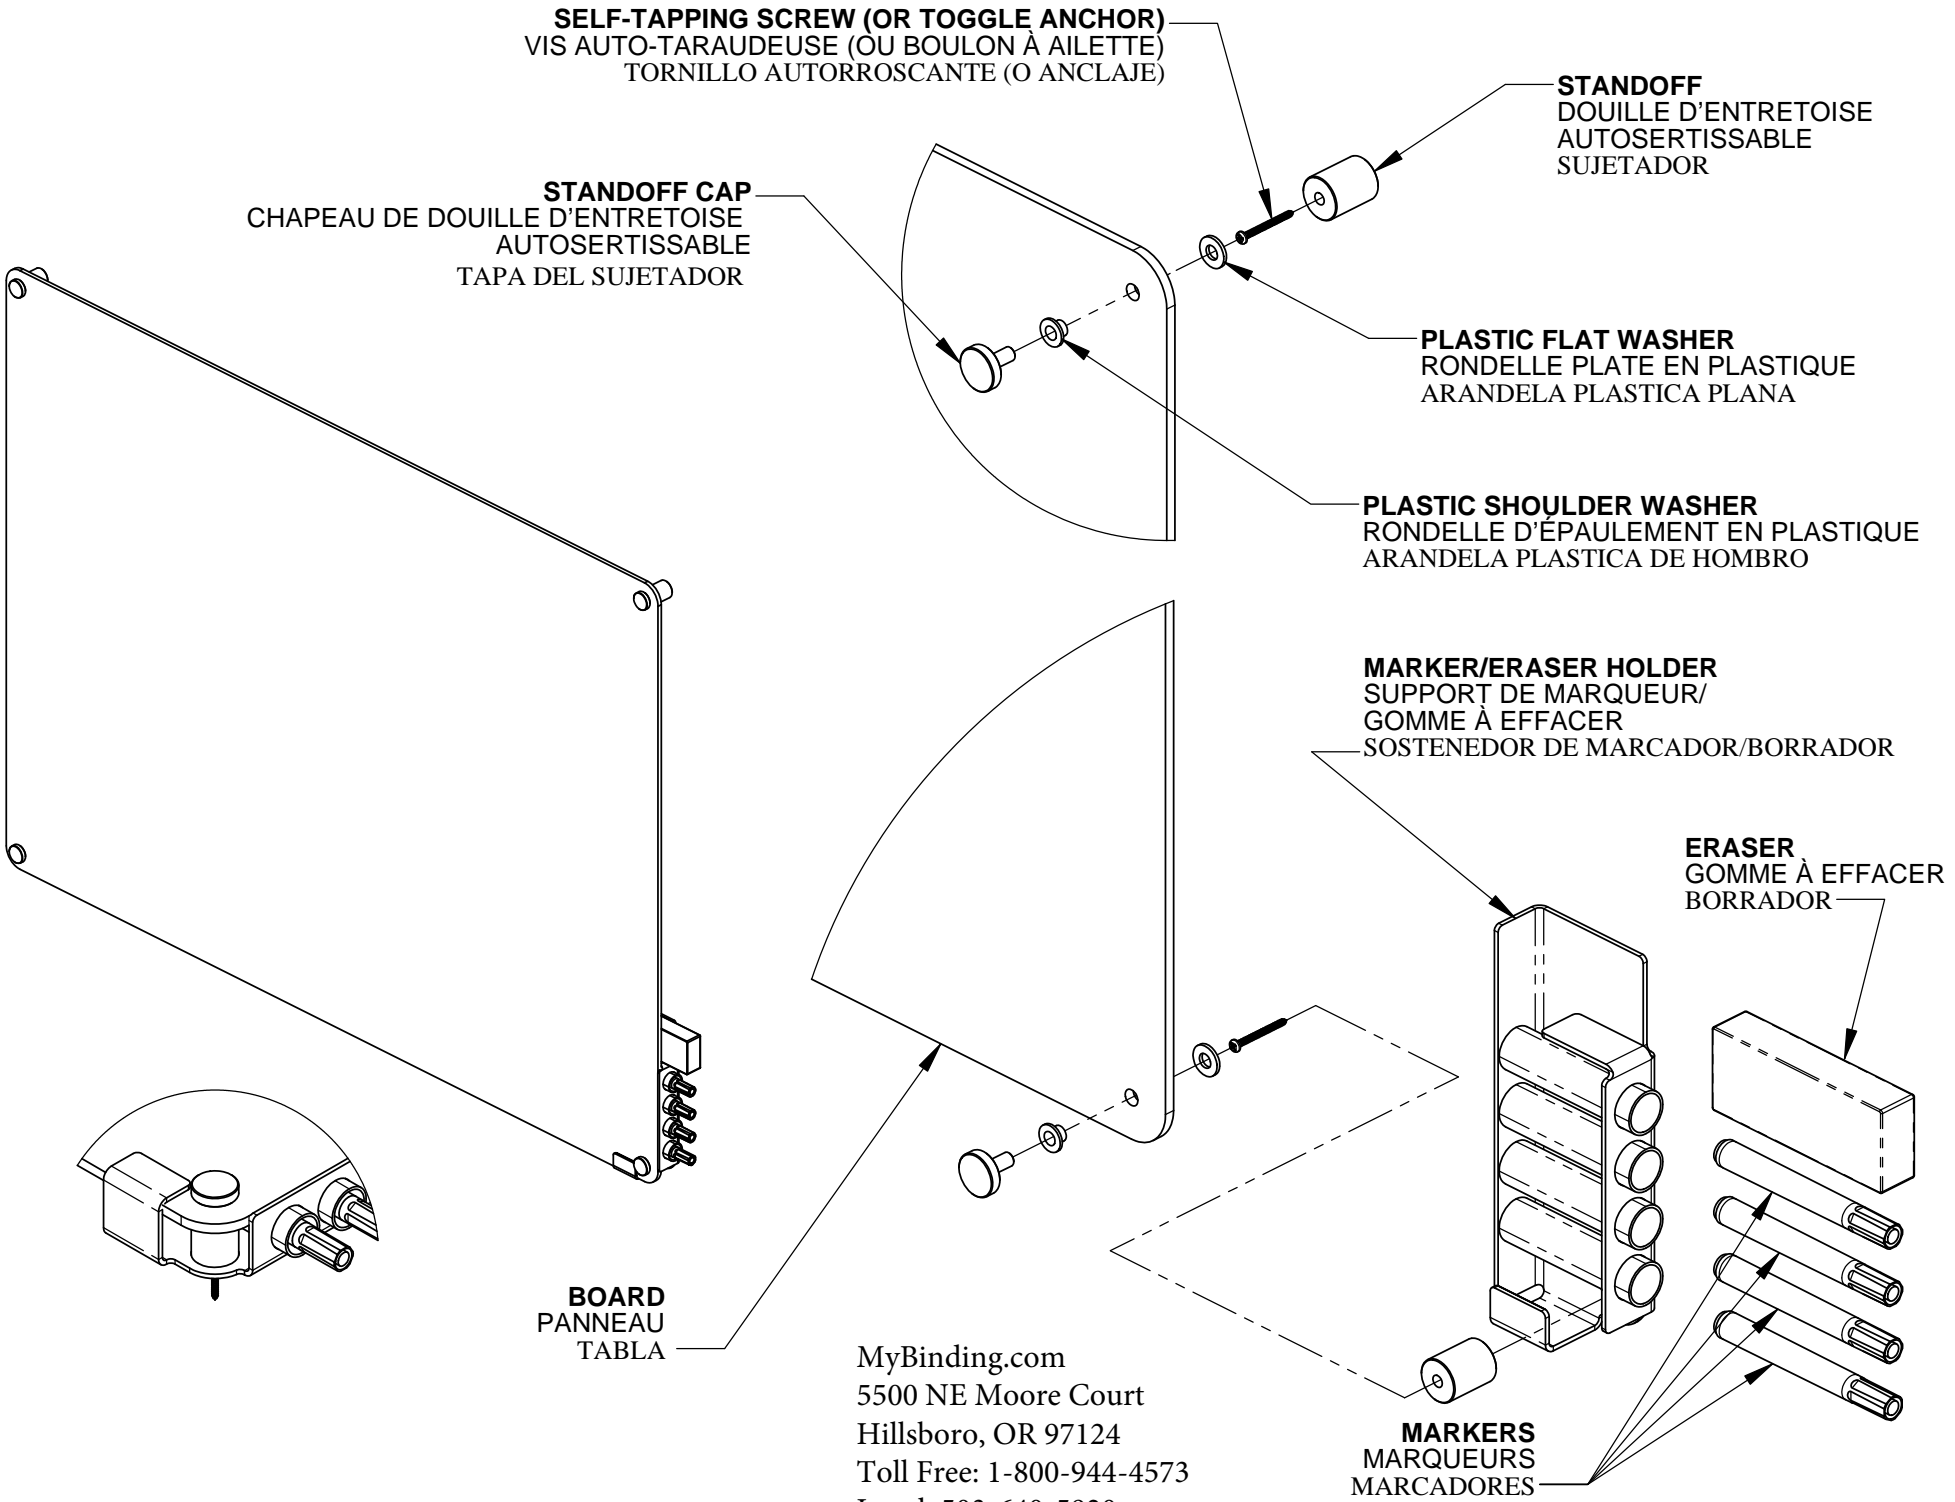 SELF-TAPPING SCREW (OR TOGGLE ANCHOR)
VIS AUTO-TARAUDEUSE (OU BOULON À AILETTE)
TORNILLO AUTORROSCANTE (O ANCLAJE)
STANDOFF
DOUILLE D'ENTRETOISE
AUTOSERTISSABLE
SUJETADOR
STANDOFF CAP
CHAPEAU DE DOUILLE D'ENTRETOISE
AUTOSERTISSABLE
TAPA DEL SUJETADOR
PLASTIC FLAT WASHER
RONDELLE PLATE EN PLASTIQUE
ARANDELA PLASTICA PLANA
PLASTIC SHOULDER WASHER
RONDELLE D'ÉPAULEMENT EN PLASTIQUE
ARANDELA PLASTICA DE HOMBRO
MARKER/ERASER HOLDER
SUPPORT DE MARQUEUR/
GOMME À EFFACER
SOSTENEDOR DE MARCADOR/BORRADOR
ERASER
GOMME À EFFACER
BORRADOR
BOARD
PANNEAU
TABLA
MyBinding.com
5500 NE Moore Court
Hillsboro, OR 97124
Toll Free: 1-800-944-4573
MARKERS
MARQUEURS
MARCADORES